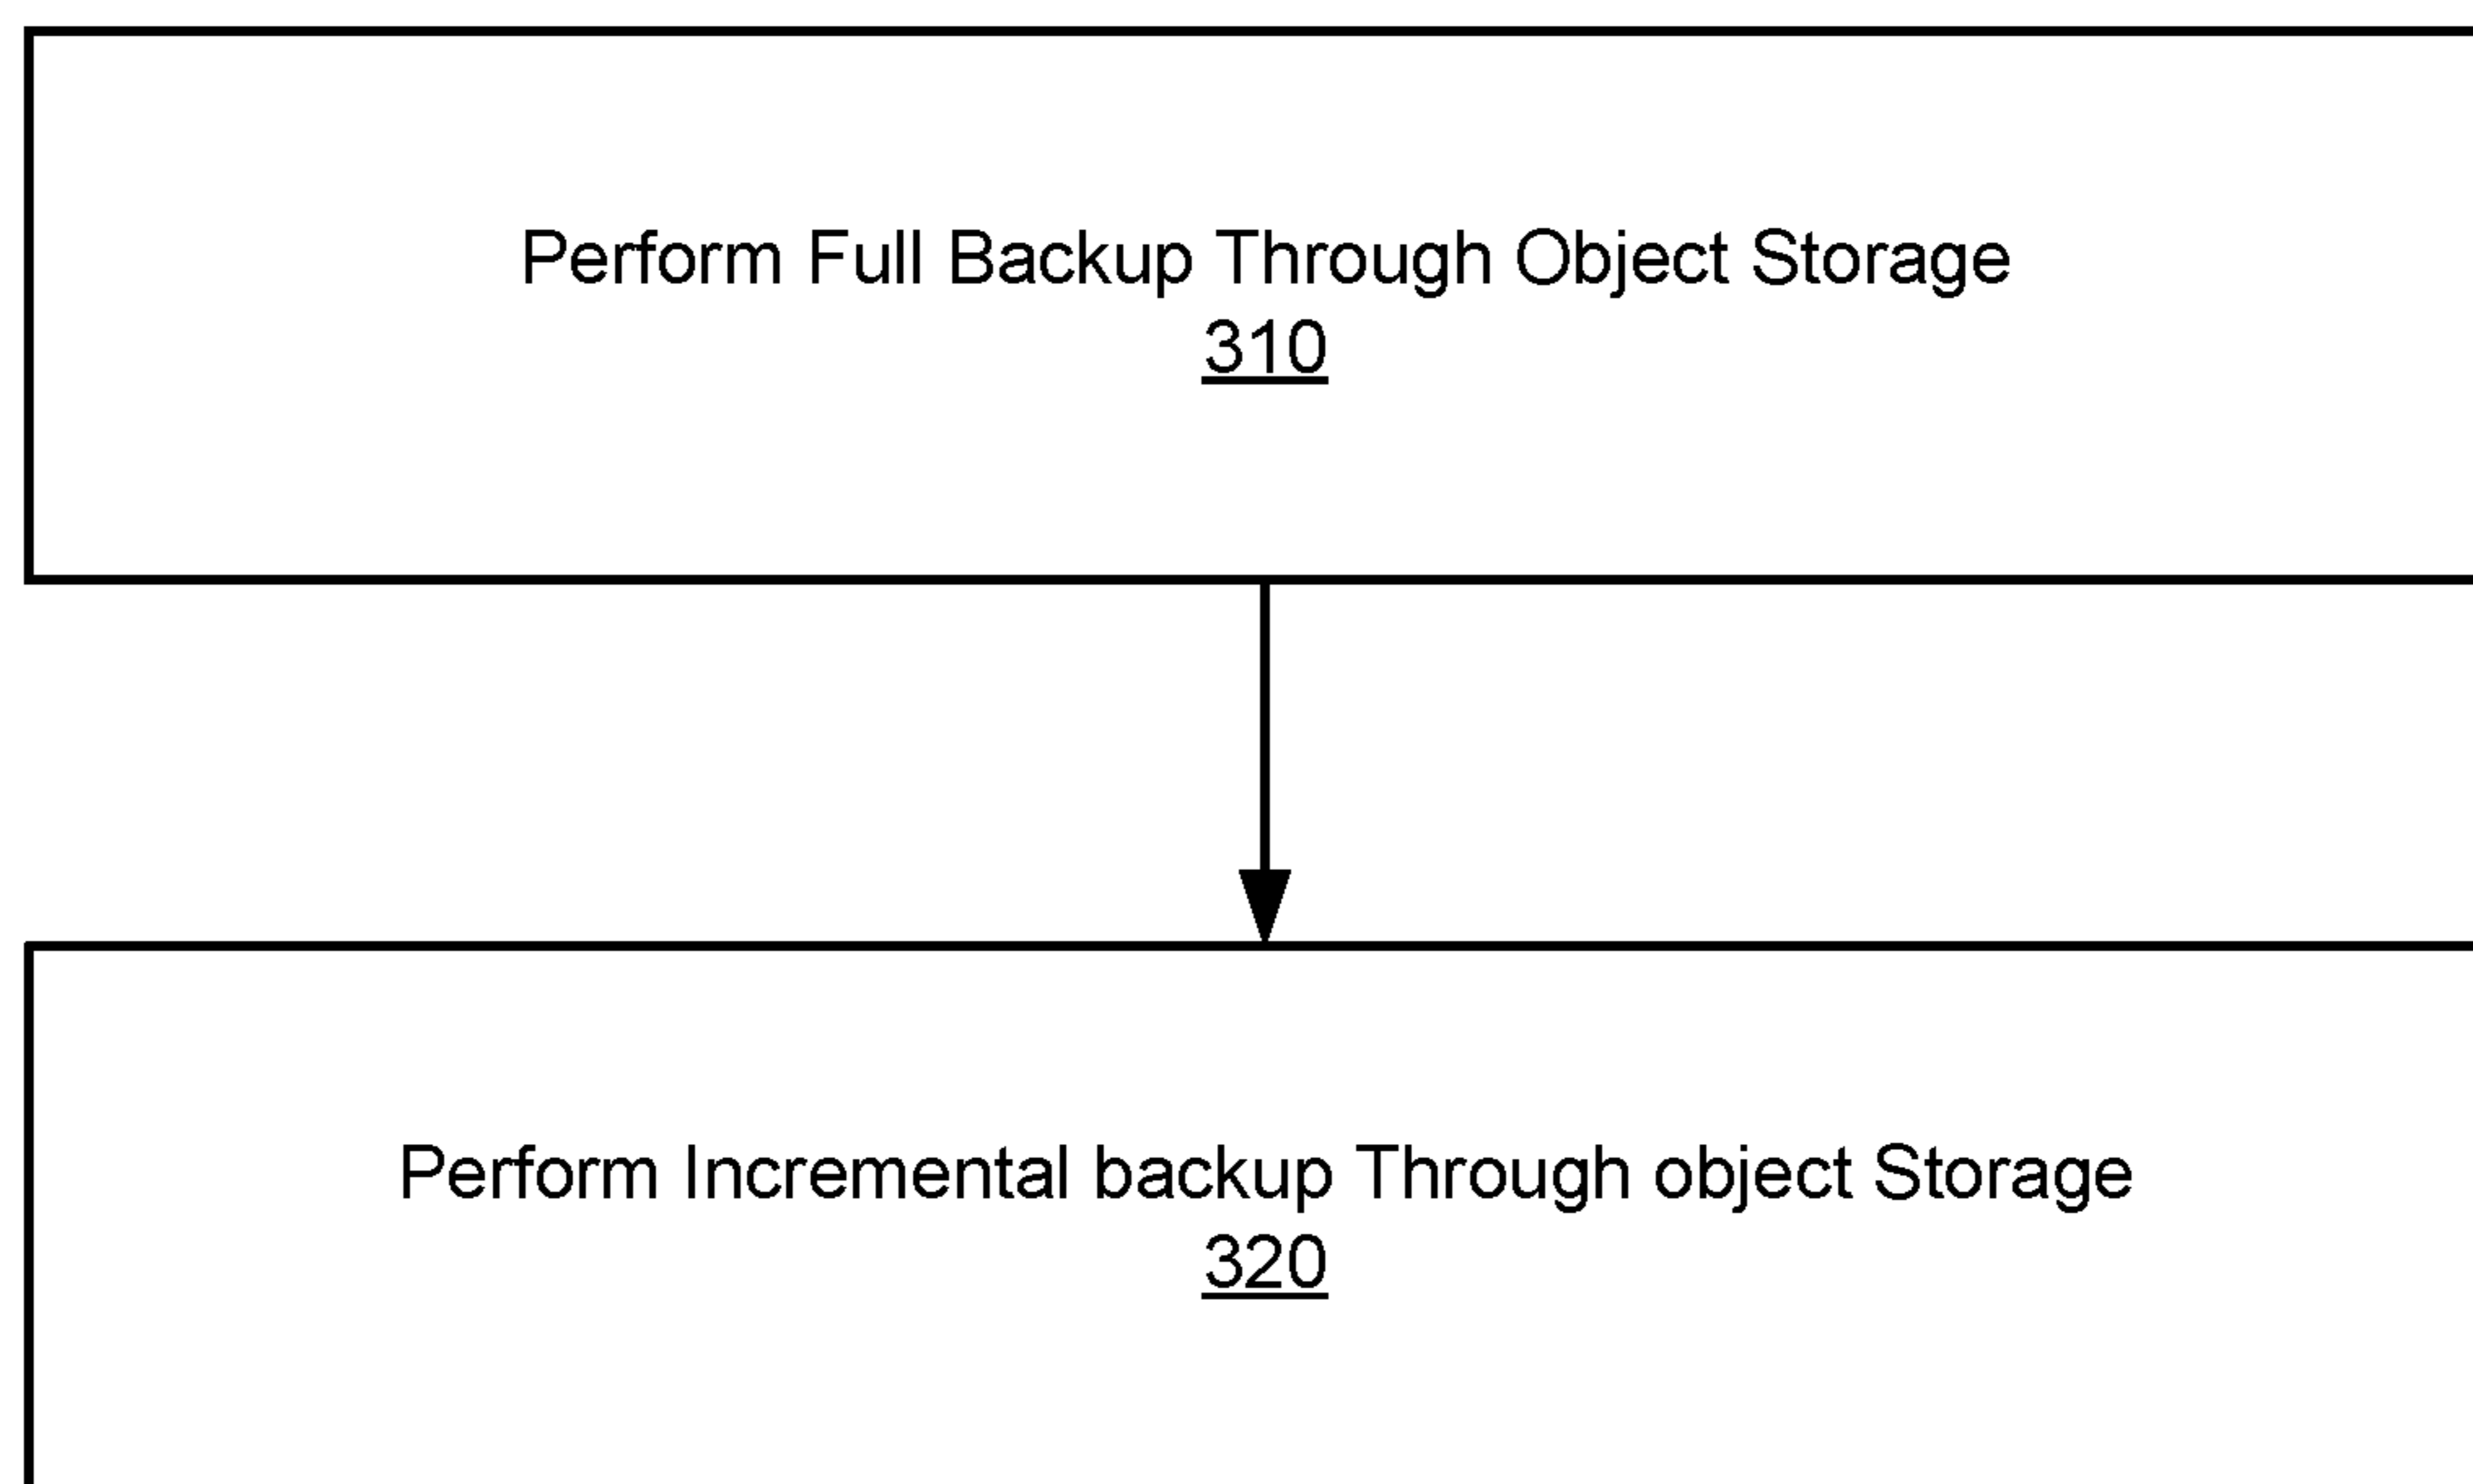 Perform Full Backup Through Object Storage
310
Perform Incremental backup Through object Storage
320